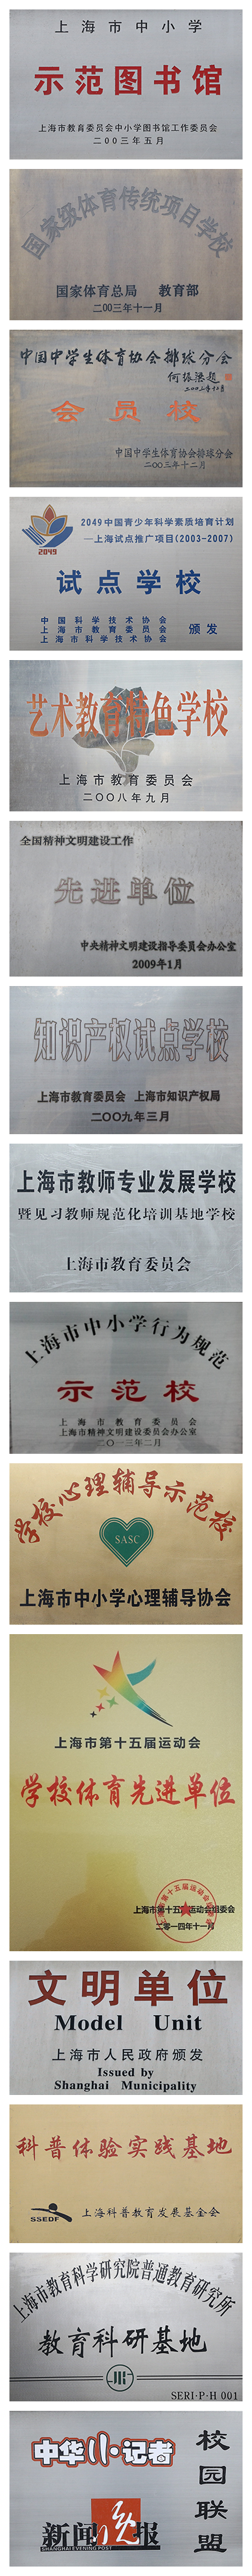 上海市中小学
示范图书馆
上海市教育委员会中小学图书馆工作委员会
二00三年五月
国家级体育传统项目学校
国家体育总局 教育部
二00三年十一月
中国中学生体育协会排球分会
何振梁题
会员校
中国中学生体育协会排球分会
二00三年十二月
2049
2049中国青少年科学素质培育计划
—上海试点推广项目(2003-2007)
试点学校
中国科学技术协会
上海市教育委员会 颁发
上海市科学技术协会
艺术教育特色学校
上海市教育委员会
二〇〇八年九月
全国精神文明建设工作
先进单位
中央精神文明建设指导委员会办公室
2009年1月
知识产权试点学校
上海市教育委员会 上海市知识产权局
二〇〇九年三月
上海市教师专业发展学校
暨见习教师规范化培训基地学校
上海市教育委员会
上海市中小学行为规范
示范校
上海市教育委员会
上海市精神文明建设委员会办公室
二〇一三年二月
学校心理辅导示范校
SASC
上海市中小学心理辅导协会
上海市第十五届运动会
学校体育先进单位
上海市第十五届运动会组委会
二零一四年十一月
文明单位
Model Unit
上海市人民政府颁发
Issued by
Shanghai Municipality
科普体验实践基地
SSEDF
上海科普教育发展基金会
上海市教育科学研究院普通教育研究所
教育科研基地
SERI·P·H 001
中华小记者
校园联盟
新闻晚报
SHANGHAI EVENING POST